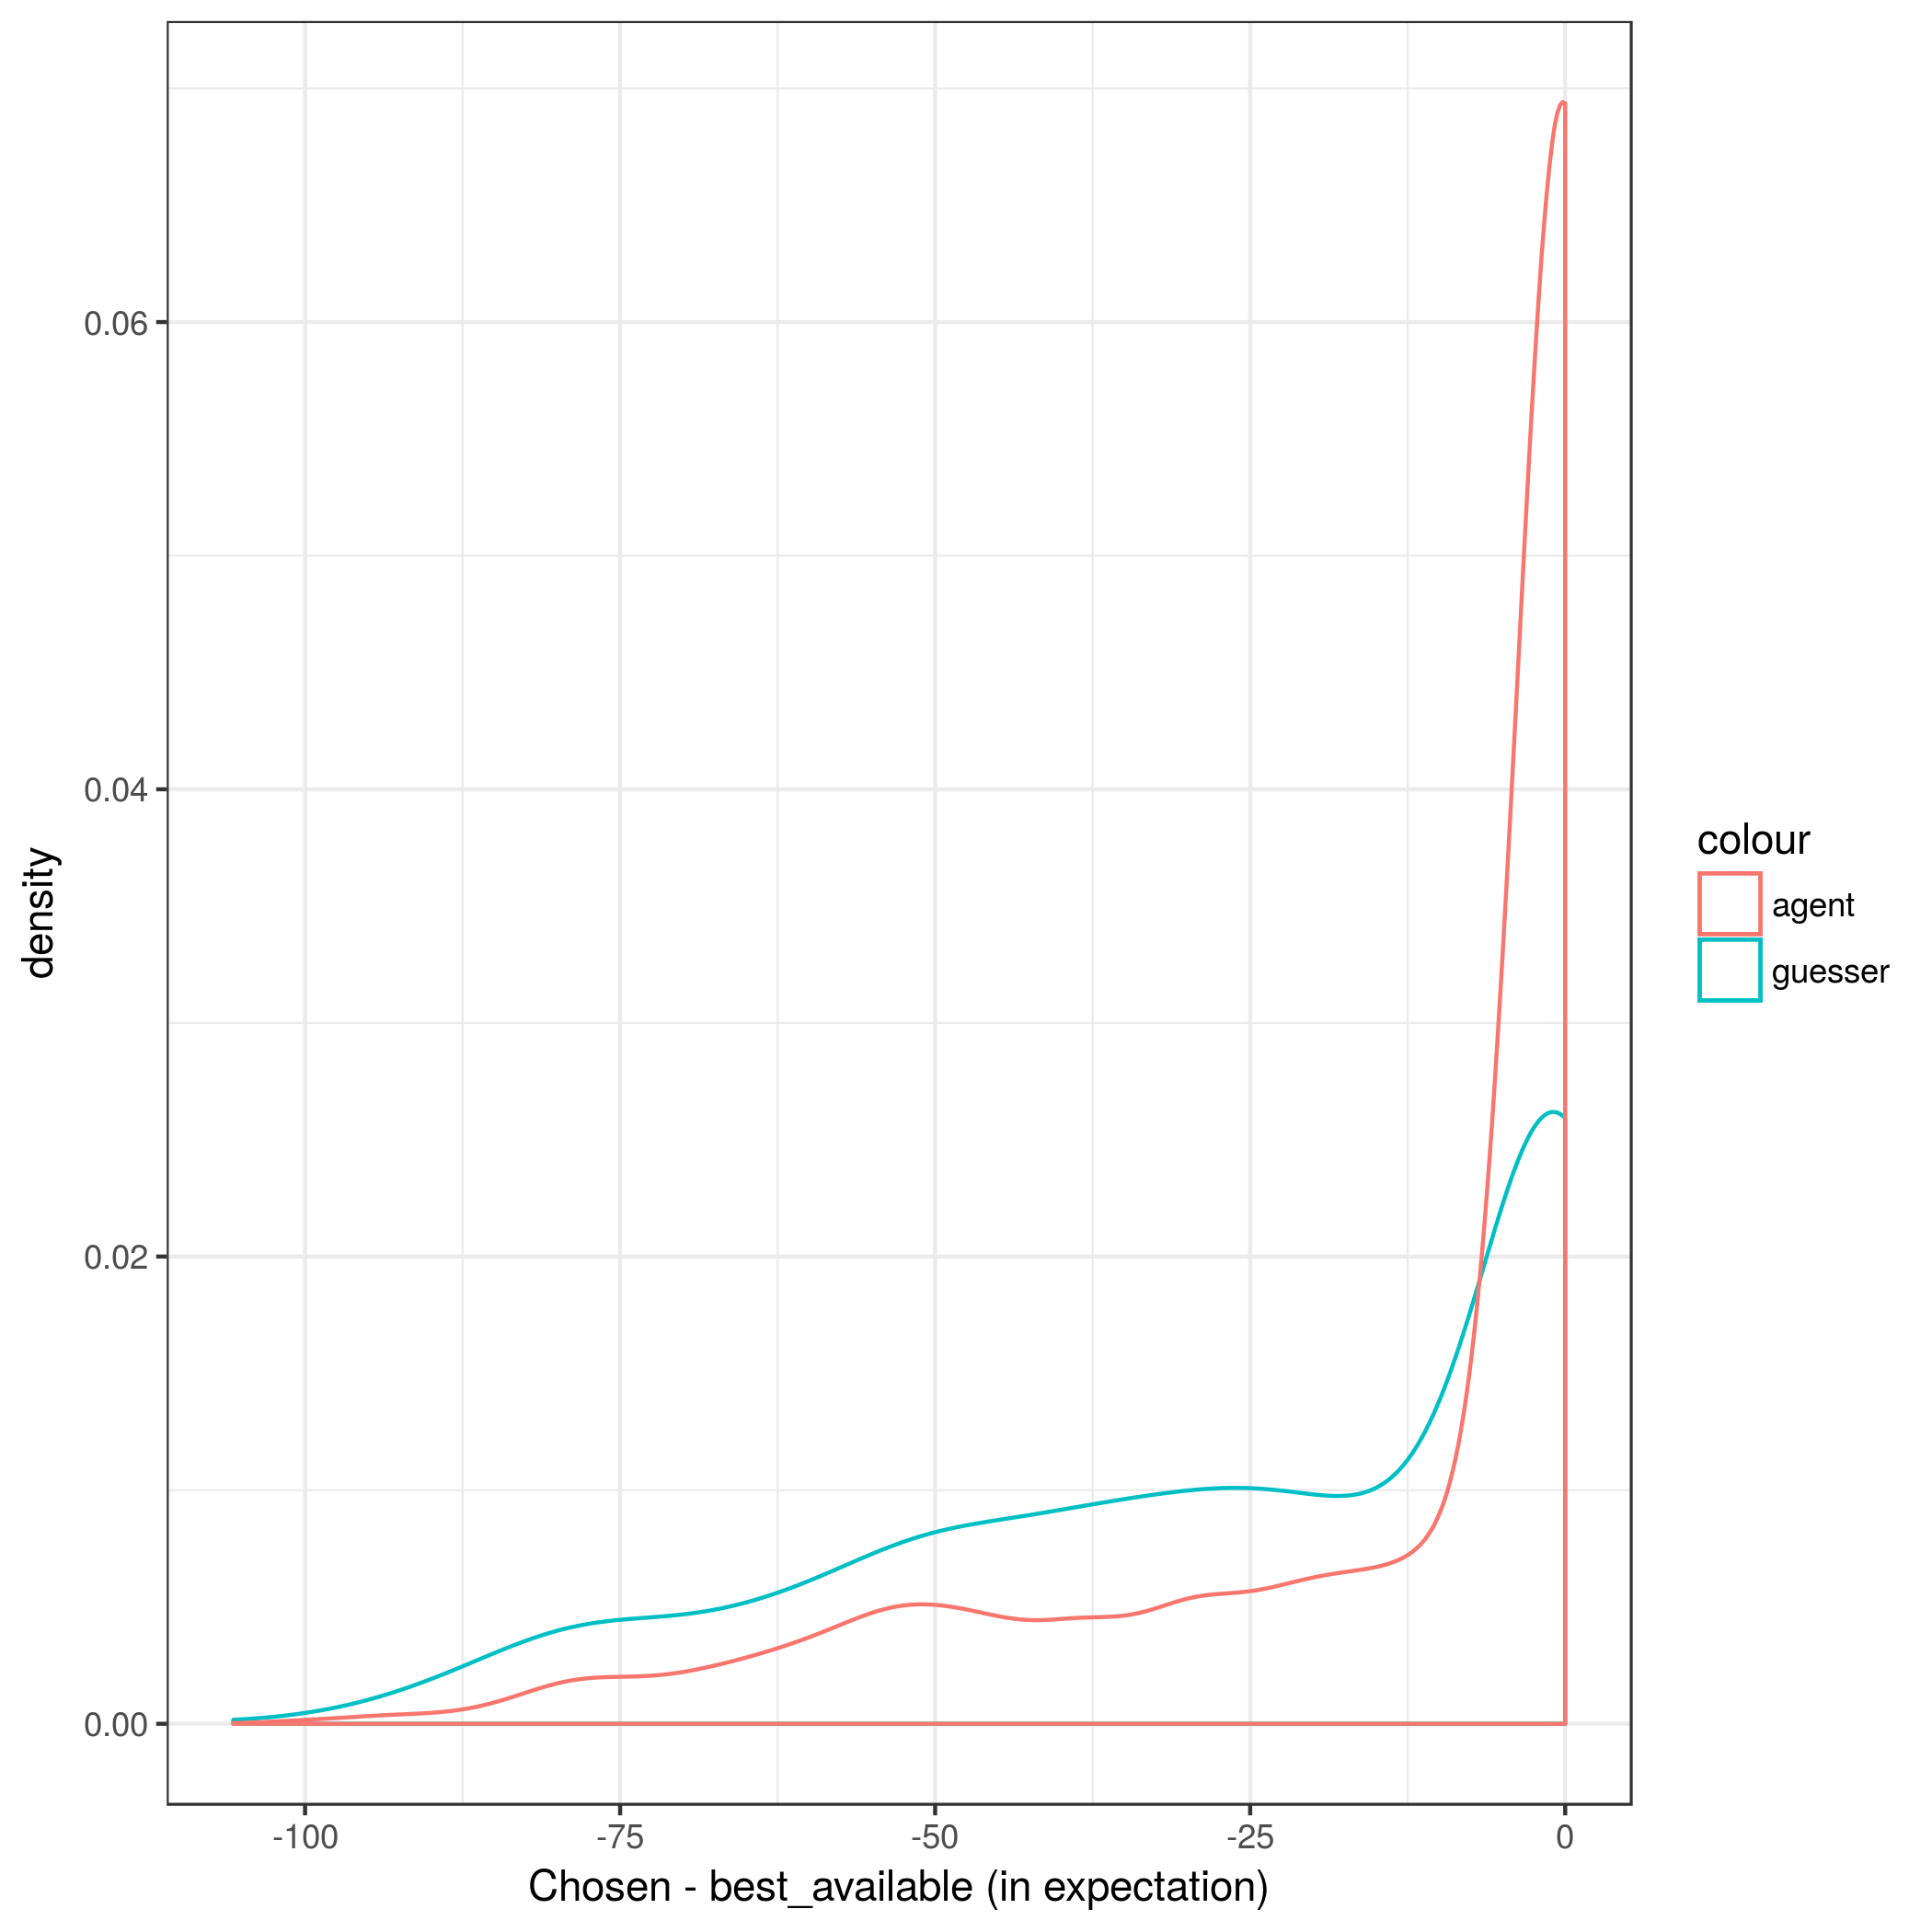 0.06
0.04
0.02
0.00
density
-100
-75
-50
-25
0
Chosen - best_available (in expectation)
colour
agent
guesser